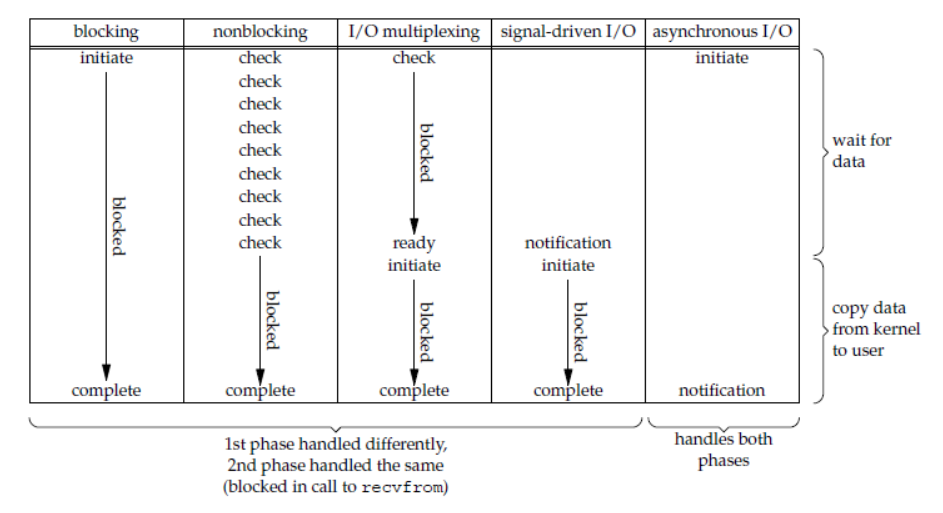 blocking nonblocking I/O multiplexing signal-driven I/O asynchronous I/O
initiate check check initiate
check
check
check
check
check
check
check
check ready notification
initiate initiate
blocked
blocked
blocked
blocked
blocked
complete complete complete complete notification
wait for
data
copy data
from kernel
to user
1st phase handled differently,
2nd phase handled the same
(blocked in call to recvfrom)
handles both
phases